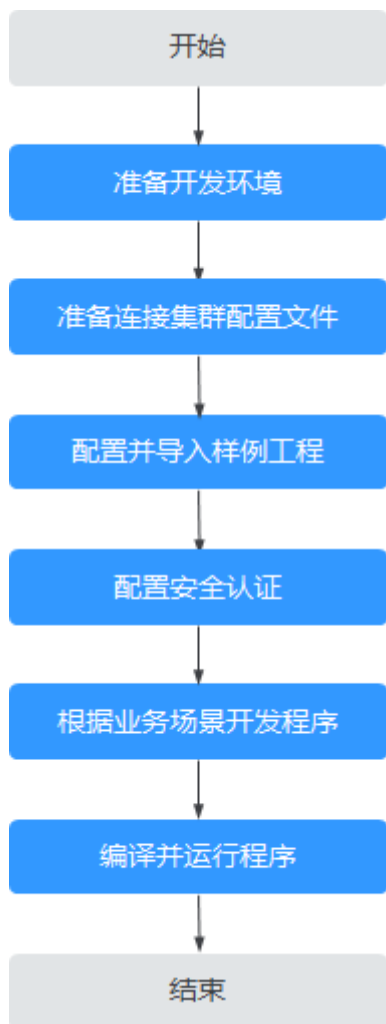 开始
准备开发环境
准备连接集群配置文件
配置并导入样例工程
配置安全认证
根据业务场景开发程序
编译并运行程序
结束